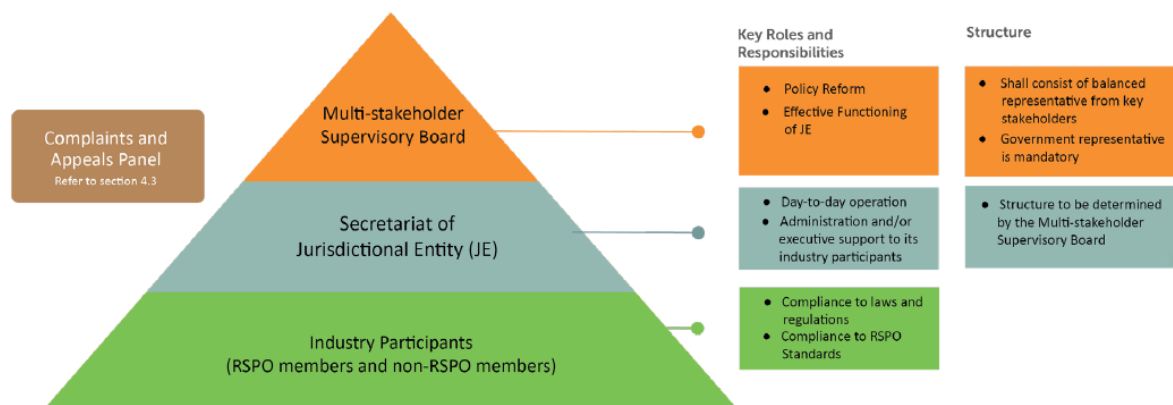 Complaints and
Appeals Panel
Refer to section 4.3
Multi-stakeholder
Supervisory Board
Secretariat of
Jurisdictional Entity (JE)
Industry Participants
(RSPO members and non-RSPO members)
Key Roles and
Responsibilities
● Policy Reform
● Effective Functioning
of JE
● Day-to-day operation
● Administration and/or
executive support to its
industry participants
● Compliance to laws and
regulations
● Compliance to RSPO
Standards
Structure
● Shall consist of balanced
representative from key
stakeholders
● Government representative
is mandatory
● Structure to be determined
by the Multi-stakeholder
Supervisory Board